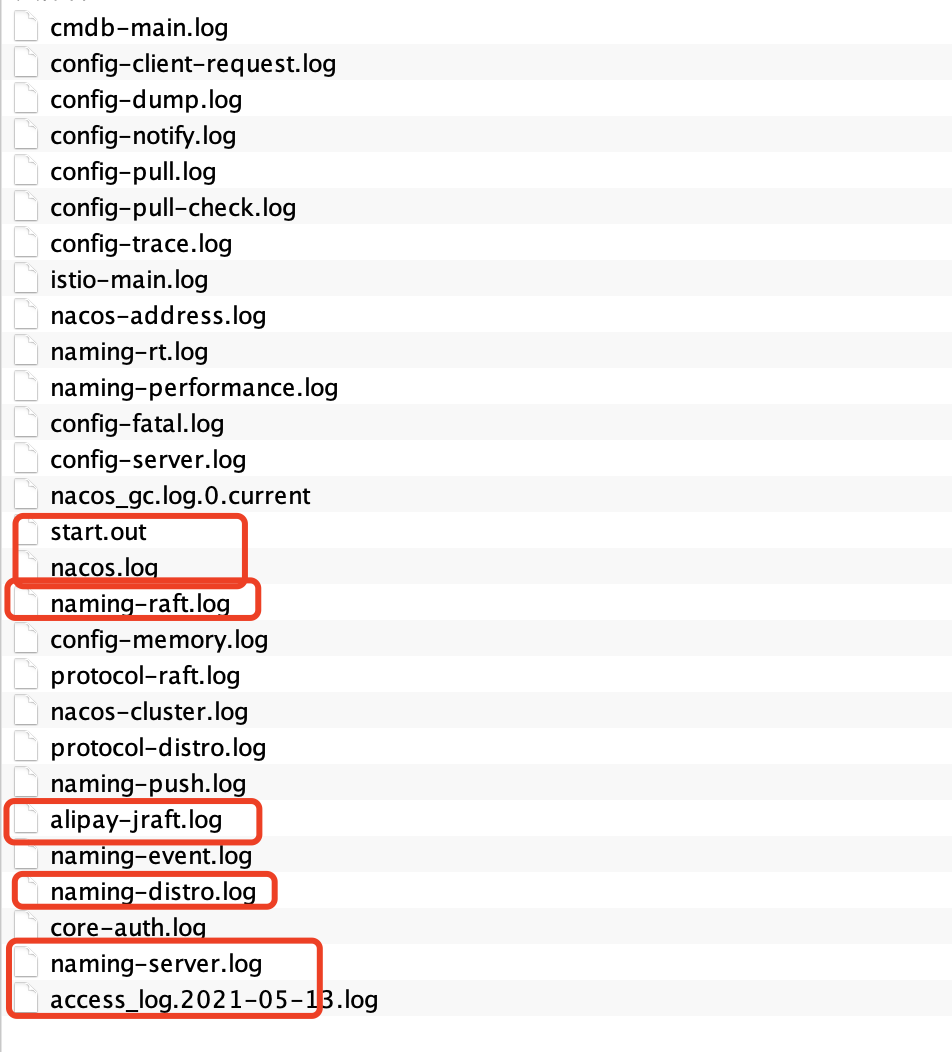 cmdb-main.log
config-client-request.log
config-dump.log
config-notify.log
config-pull.log
config-pull-check.log
config-trace.log
istio-main.log
nacos-address.log
naming-rt.log
naming-performance.log
config-fatal.log
config-server.log
nacos_gc.log.0.current
start.out
nacos.log
naming-raft.log
config-memory.log
protocol-raft.log
nacos-cluster.log
protocol-distro.log
naming-push.log
alipay-jraft.log
naming-event.log
naming-distro.log
core-auth.log
naming-server.log
access_log.2021-05-13.log